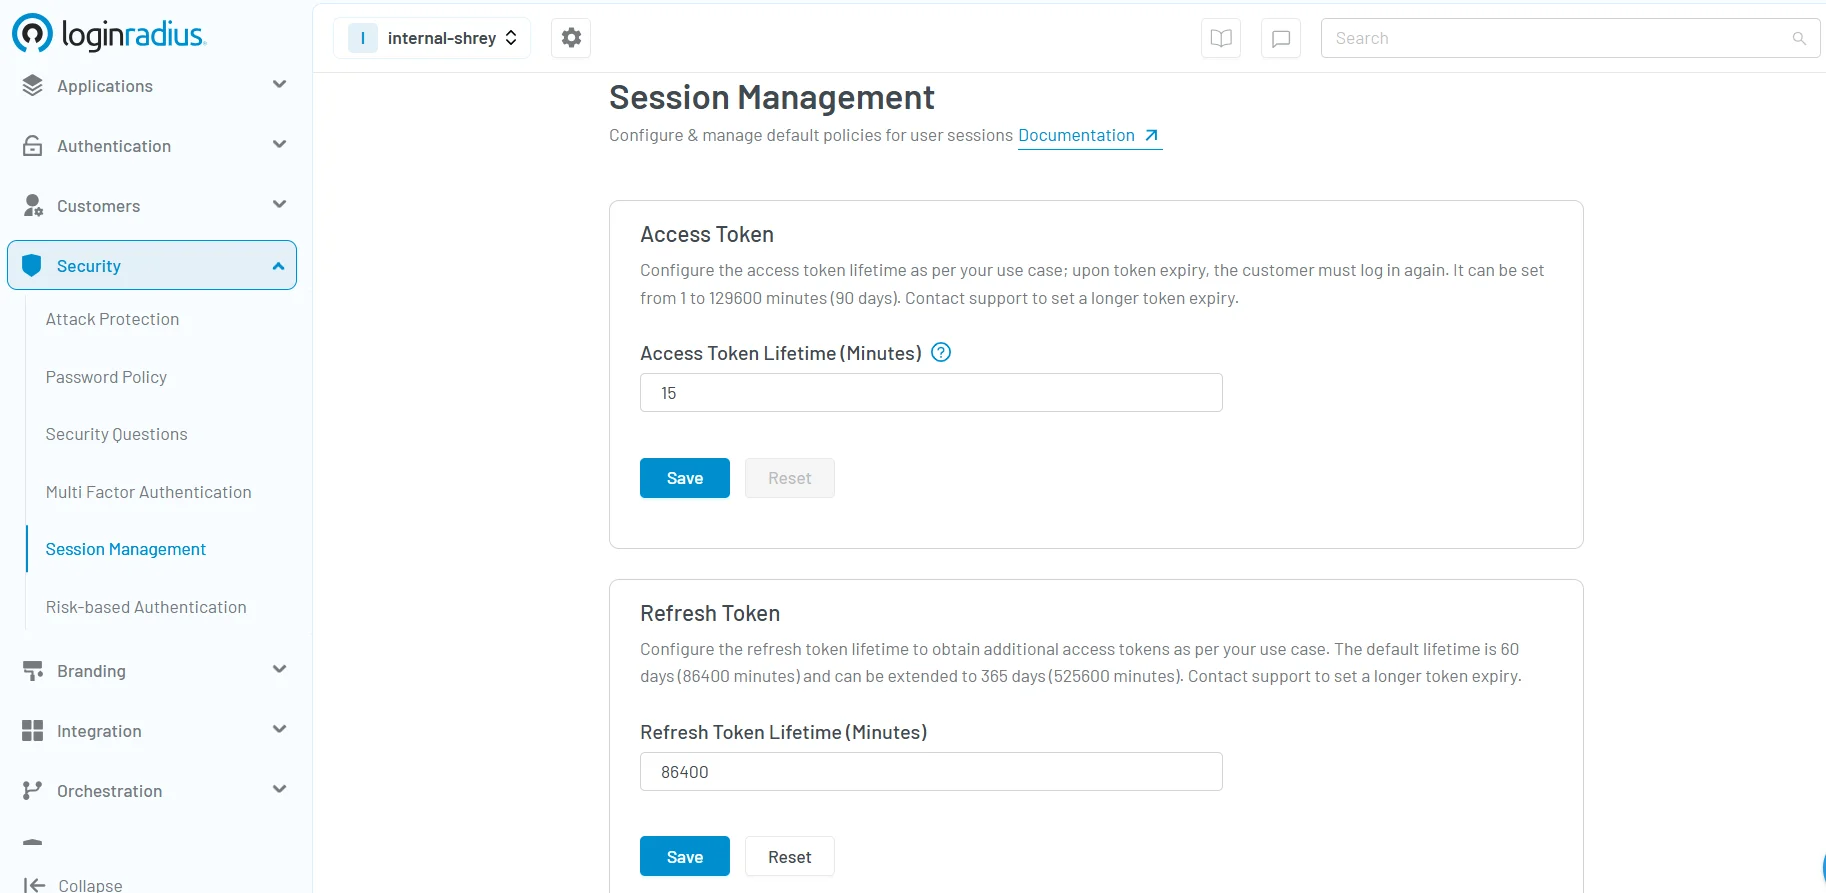 loginradius
I internal-shrey
Search
Applications
Authentication
Customers
Security
Attack Protection
Password Policy
Security Questions
Multi Factor Authentication
Session Management
Risk-based Authentication
Branding
Integration
Orchestration
Collapse
Session Management
Configure & manage default policies for user sessions Documentation
Access Token
Configure the access token lifetime as per your use case; upon token expiry, the customer must log in again. It can be set
from 1 to 129600 minutes (90 days). Contact support to set a longer token expiry.
Access Token Lifetime (Minutes) ?
15
Save Reset
Refresh Token
Configure the refresh token lifetime to obtain additional access tokens as per your use case. The default lifetime is 60
days (86400 minutes) and can be extended to 365 days (525600 minutes). Contact support to set a longer token expiry.
Refresh Token Lifetime (Minutes)
86400
Save Reset